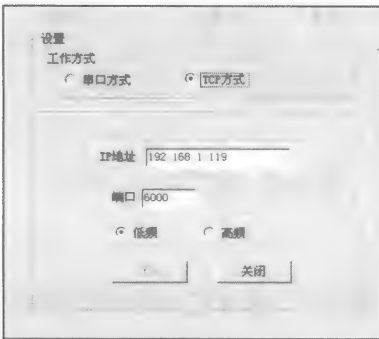 设置
工作方式
串口方式 TCP方式
IP地址 192 168 1 119
端口 6000
低频 高频
关闭